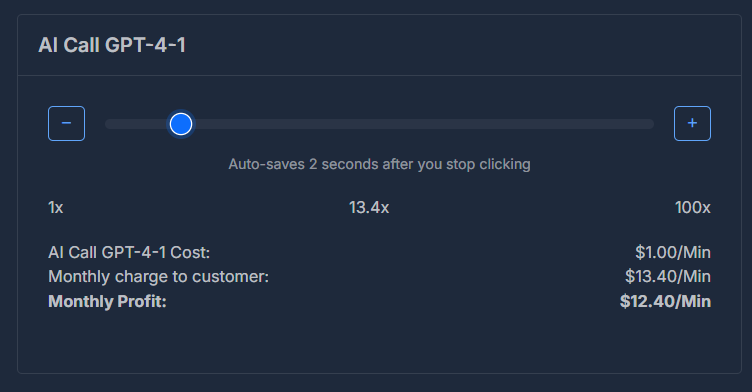 AI Call GPT-4-1
−
+
Auto-saves 2 seconds after you stop clicking
1x 13.4x 100x
AI Call GPT-4-1 Cost: $1.00/Min
Monthly charge to customer: $13.40/Min
Monthly Profit: $12.40/Min